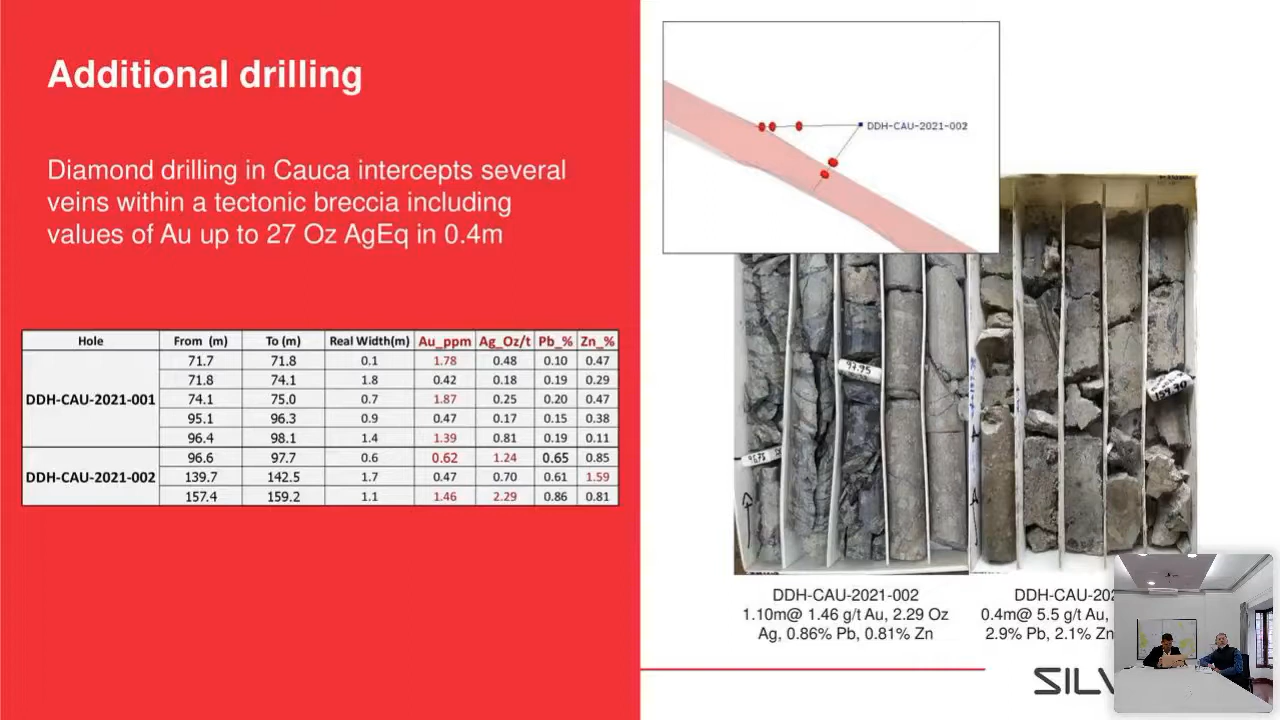 Additional drilling
Diamond drilling in Cauca intercepts several
veins within a tectonic breccia including
values of Au up to 27 Oz AgEq in 0.4m
Hole From (m) To (m) Real Width(m) Au_ppm Ag_Oz/t Pb_% Zn_%
DDH-CAU-2021-001
71.7 71.8 0.1 1.78 0.48 0.10 0.47
71.8 74.1 1.8 0.42 0.18 0.19 0.29
74.1 75.0 0.7 1.87 0.25 0.20 0.47
95.1 96.3 0.9 0.47 0.17 0.15 0.38
96.4 98.1 1.4 1.39 0.81 0.19 0.11
DDH-CAU-2021-002
96.6 97.7 0.6 0.62 1.24 0.65 0.85
139.7 142.5 1.7 0.47 0.70 0.61 1.59
157.4 159.2 1.1 1.46 2.29 0.86 0.81
DDH-CAU-2021-002
97.95
DDH-CAU-2021-002
1.10m@ 1.46 g/t Au, 2.29 Oz
Ag, 0.86% Pb, 0.81% Zn
DDH-CAU-202
0.4m@ 5.5 g/t Au,
2.9% Pb, 2.1% Zn
SILV